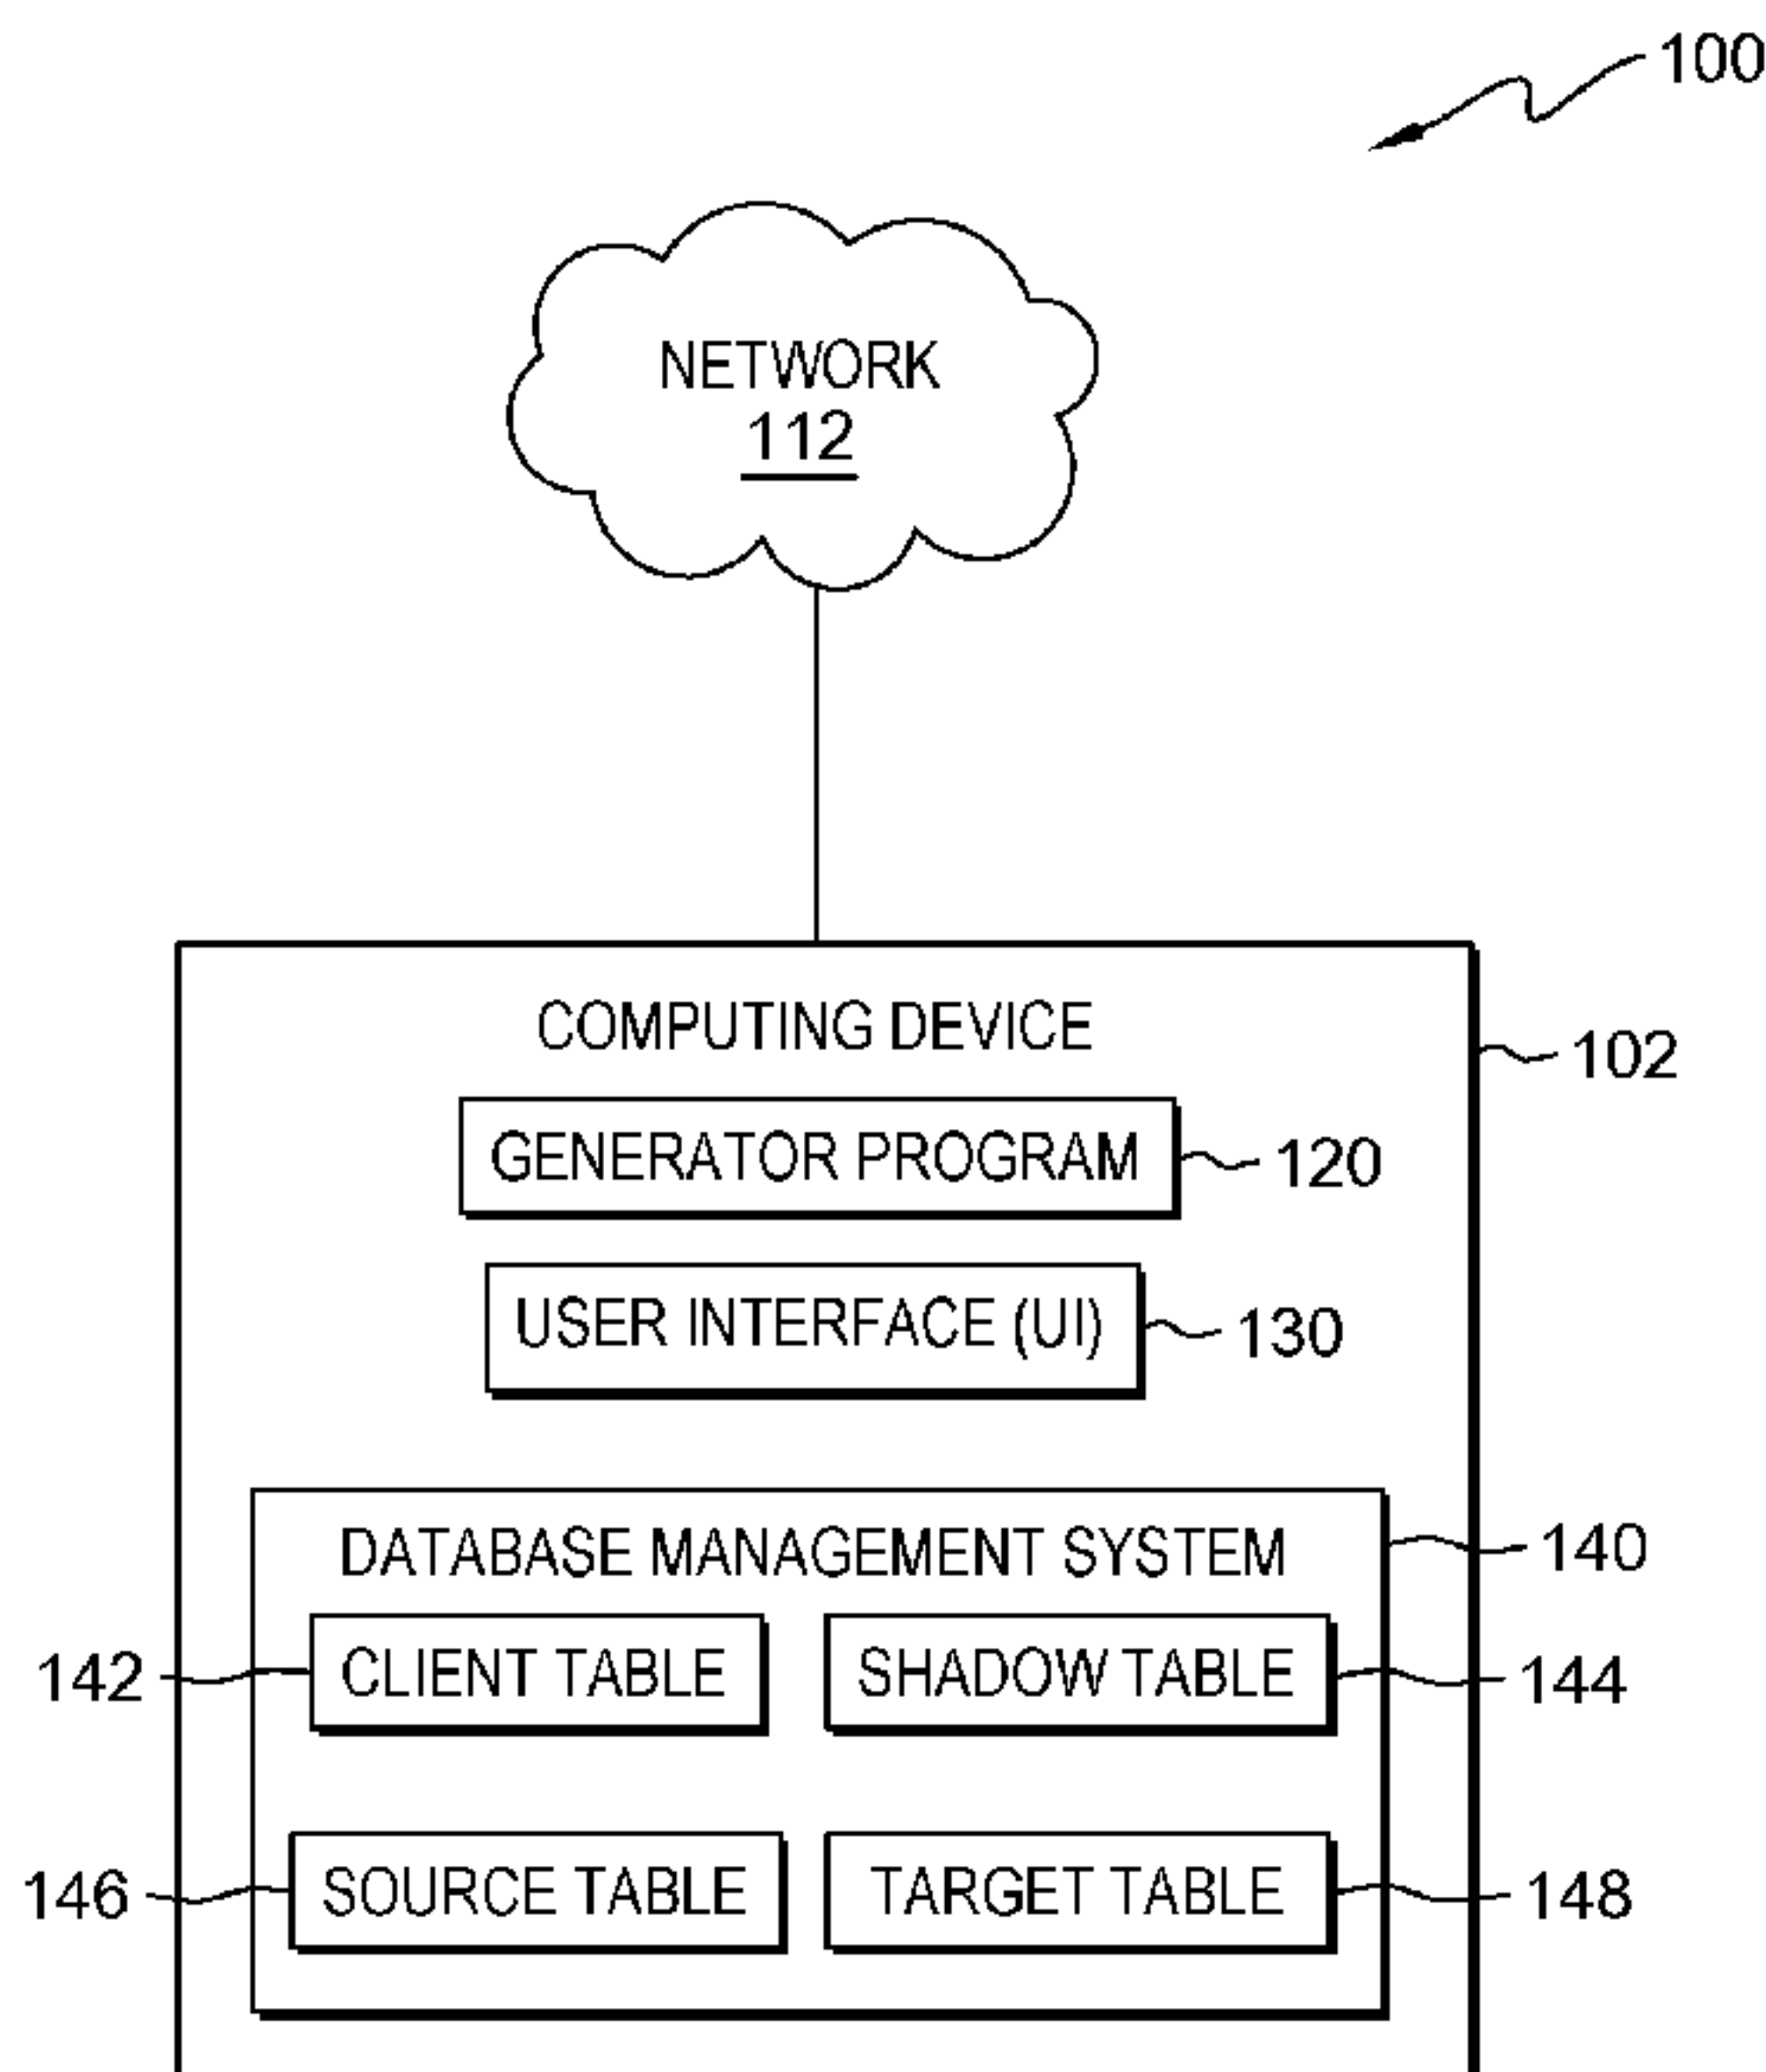 100
NETWORK
112
COMPUTING DEVICE
102
GENERATOR PROGRAM
120
USER INTERFACE (UI)
130
DATABASE MANAGEMENT SYSTEM
140
142
CLIENT TABLE
SHADOW TABLE
144
146
SOURCE TABLE
TARGET TABLE
148